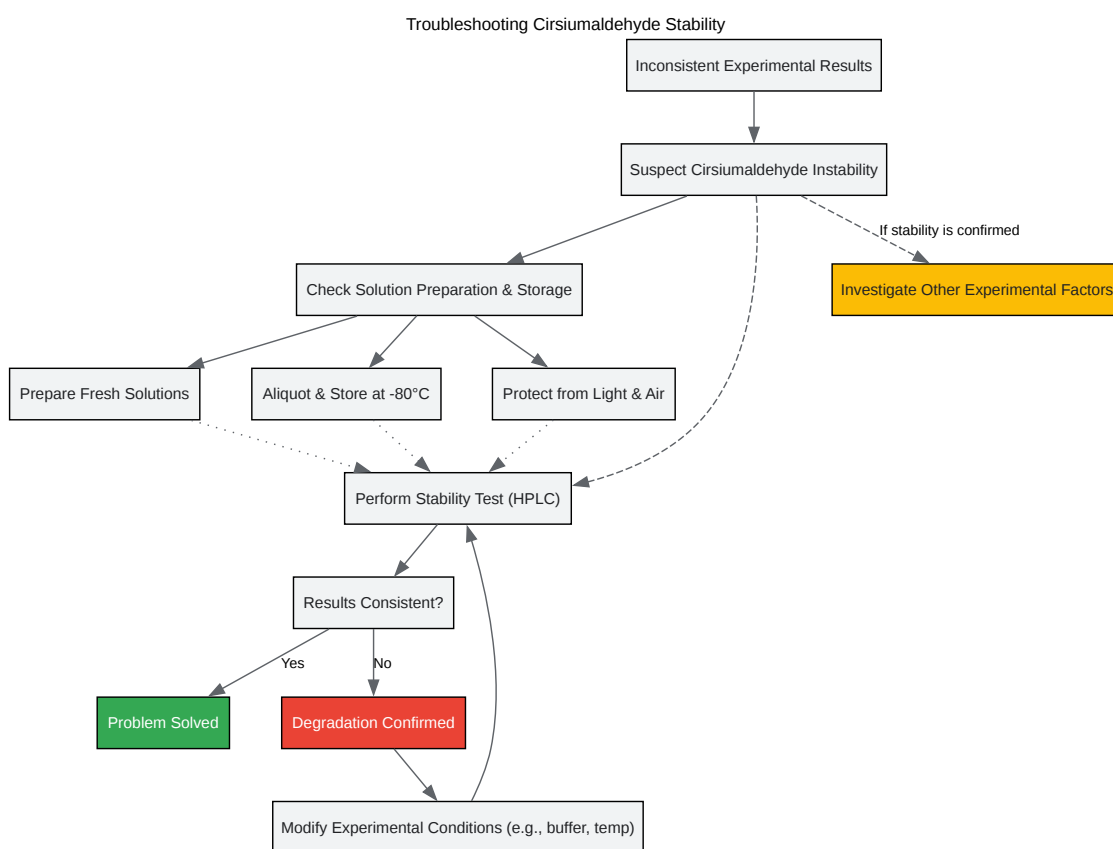 Troubleshooting Cirsiumaldehyde Stability
Inconsistent Experimental Results
Suspect Cirsiumaldehyde Instability
If stability is confirmed
Check Solution Preparation & Storage
Investigate Other Experimental Factors
Prepare Fresh Solutions
Aliquot & Store at -80°C
Protect from Light & Air
Perform Stability Test (HPLC)
Results Consistent?
Yes
No
Problem Solved
Degradation Confirmed
Modify Experimental Conditions (e.g., buffer, temp)